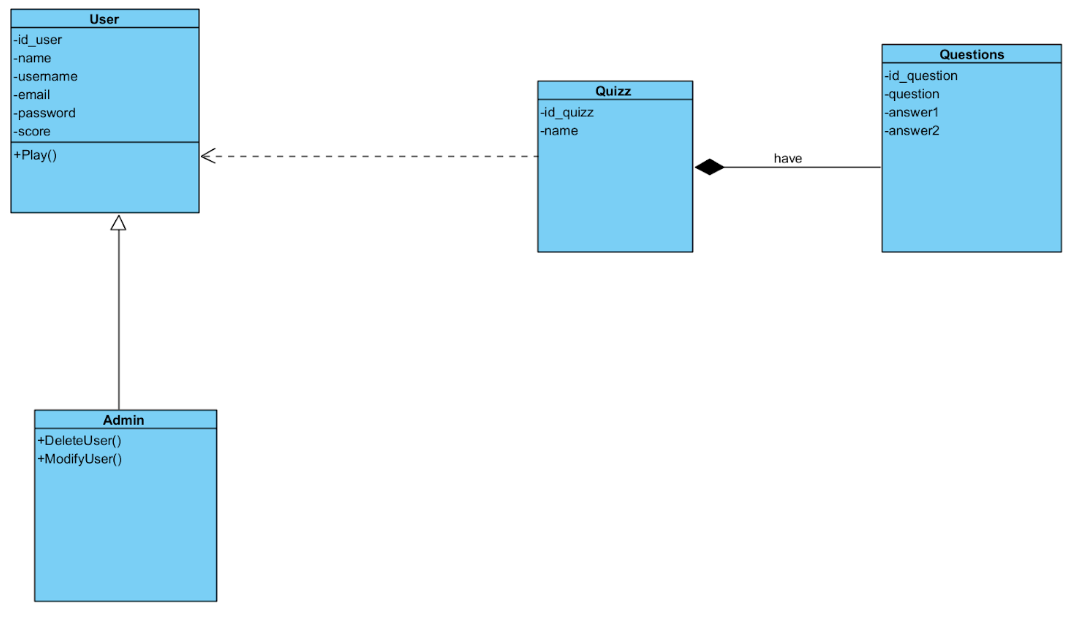 User
-id_user
-name
-username
-email
-password
-score
+Play()
Quizz
-id_quizz
-name
have
Questions
-id_question
-question
-answer1
-answer2
Admin
+DeleteUser()
+ModifyUser()